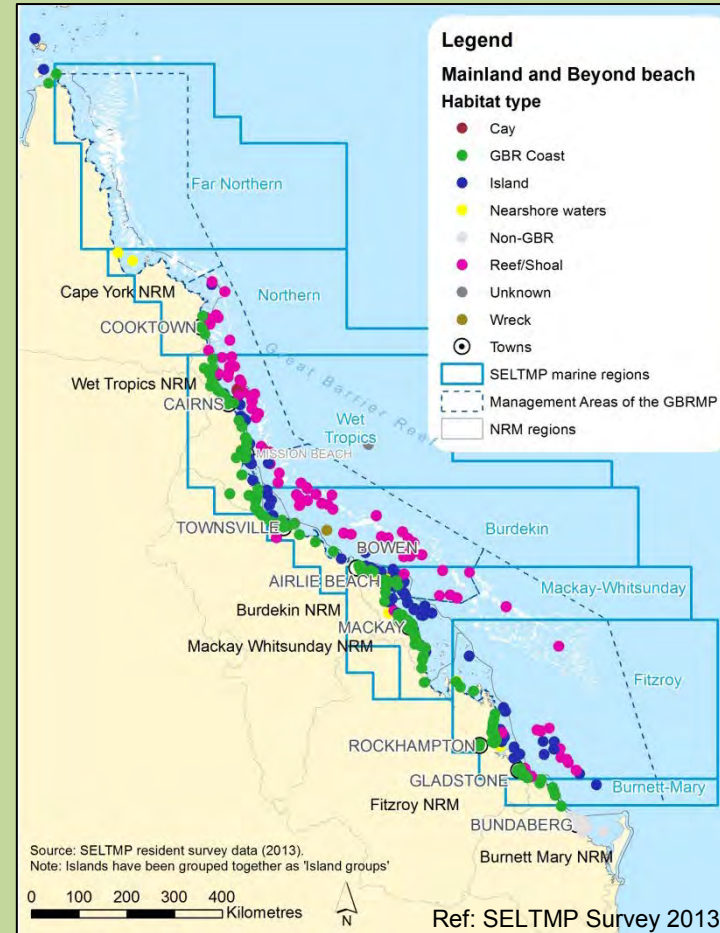 Legend
Mainland and Beyond beach
Habitat type
Cay
GBR Coast
Island
Nearshore waters
Non-GBR
Reef/Shoal
Unknown
Wreck
Towns
SELTMP marine regions
Management Areas of the GBRMP
NRM regions
Far Northern
Cape York NRM
Northern
COOKTOWN
Great Barrier Reef
Wet Tropics NRM
CAIRNS
Wet
Tropics
MISSION BEACH
TOWNSVILLE
Burdekin
BOWEN
AIRLIE BEACH
Mackay-Whitsunday
Burdekin NRM
MACKAY
Mackay Whitsunday NRM
Fitzroy
ROCKHAMPTON
GLADSTONE
Burnett-Mary
Fitzroy NRM
BUNDABERG
Source: SELTMP resident survey data (2013).
Note: Islands have been grouped together as 'Island groups'
Burnett Mary NRM
0 100 200 300 400
Kilometres
N
Ref: SELTMP Survey 2013